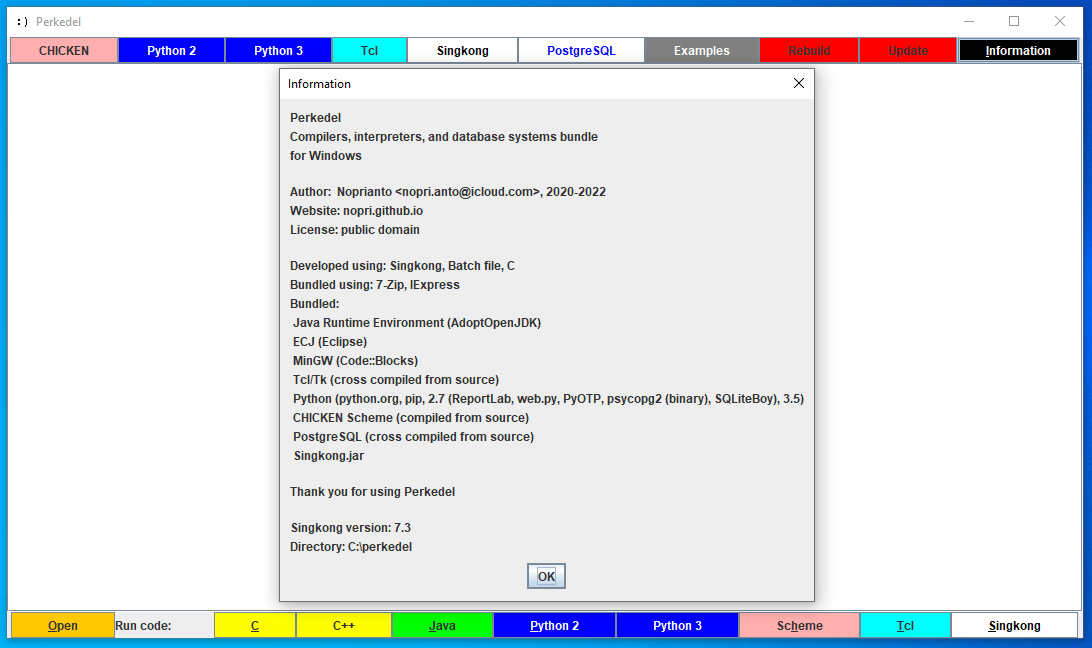 :) Perkedel
CHICKEN Python 2 Python 3 Tcl Singkong PostgreSQL Examples Rebuild Update Information
Information
Perkedel
Compilers, interpreters, and database systems bundle
for Windows
Author:  Noprianto <nopri.anto@icloud.com>, 2020-2022
Website: nopri.github.io
License: public domain
Developed using: Singkong, Batch file, C
Bundled using: 7-Zip, IExpress
Bundled:
Java Runtime Environment (AdoptOpenJDK)
ECJ (Eclipse)
MinGW (Code::Blocks)
Tcl/Tk (cross compiled from source)
Python (python.org, pip, 2.7 (ReportLab, web.py, PyOTP, psycopg2 (binary), SQLiteBoy), 3.5)
CHICKEN Scheme (compiled from source)
PostgreSQL (cross compiled from source)
Singkong.jar
Thank you for using Perkedel
Singkong version: 7.3
Directory: C:\perkedel
OK
Open Run code: C C++ Java Python 2 Python 3 Scheme Tcl Singkong